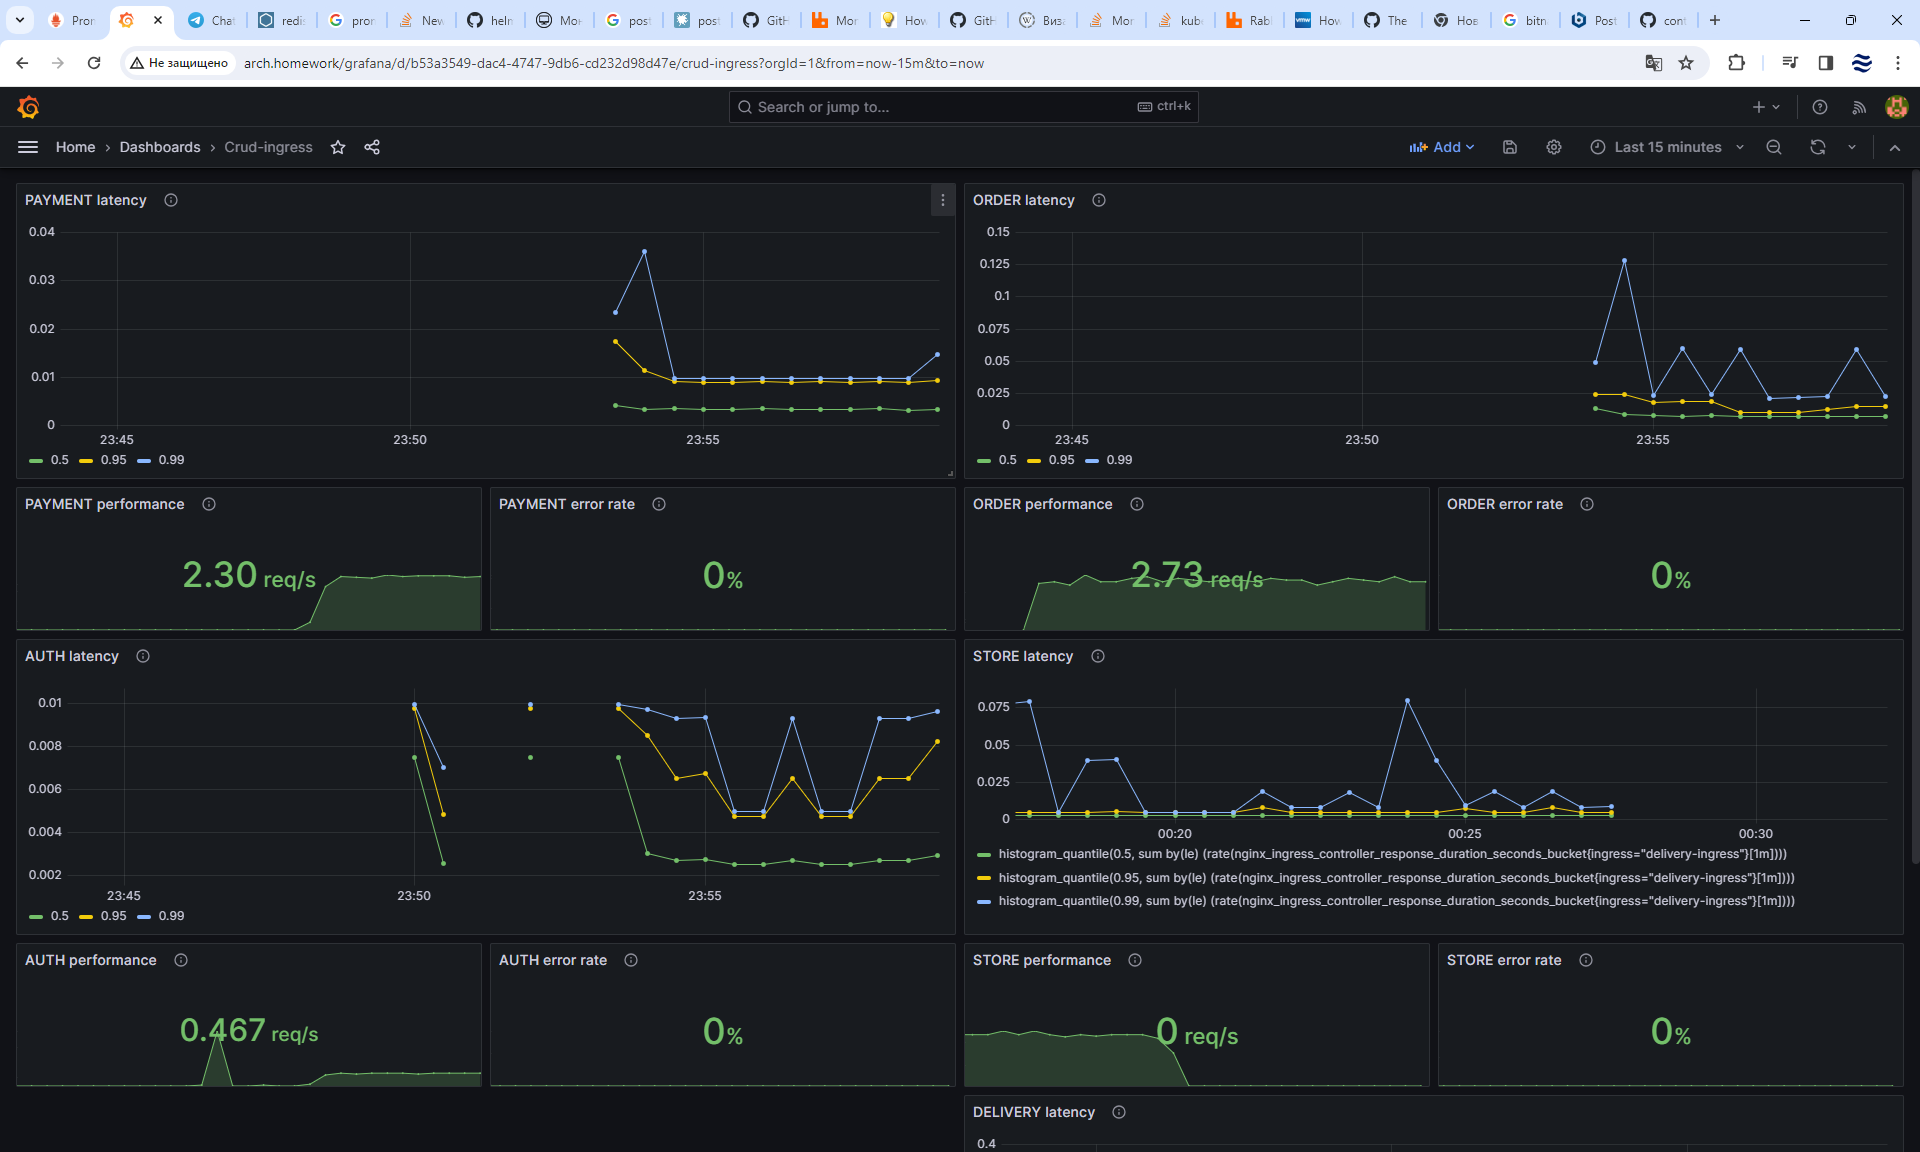 Pron
Chat
redis
pron
New
heln
Мон
post
post
GitH
Mon
How
GitH
Виза
Mor
kube
Rabl
vmw
How
The
Нов
bitna
Post
cont
Не защищено
arch.homework/grafana/d/b53a3549-dac4-4747-9db6-cd232d98d47e/crud-ingress?orgId=1&from=now-15m&to=now
Search or jump to...
ctrl+k
Home › Dashboards › Crud-ingress
Add
Last 15 minutes
PAYMENT latency
0.04
0.03
0.02
0.01
0
23:45 23:50 23:55
0.5 0.95 0.99
ORDER latency
0.15
0.125
0.1
0.075
0.05
0.025
0
23:45 23:50 23:55
0.5 0.95 0.99
PAYMENT performance
2.30 req/s
PAYMENT error rate
0%
ORDER performance
2.73 req/s
ORDER error rate
0%
AUTH latency
0.01
0.008
0.006
0.004
0.002
23:45 23:50 23:55
0.5 0.95 0.99
STORE latency
0.075
0.05
0.025
0
00:20 00:25 00:30
histogram_quantile(0.5, sum by(le) (rate(nginx_ingress_controller_response_duration_seconds_bucket{ingress="delivery-ingress"}[1m])))
histogram_quantile(0.95, sum by(le) (rate(nginx_ingress_controller_response_duration_seconds_bucket{ingress="delivery-ingress"}[1m])))
histogram_quantile(0.99, sum by(le) (rate(nginx_ingress_controller_response_duration_seconds_bucket{ingress="delivery-ingress"}[1m])))
AUTH performance
0.467 req/s
AUTH error rate
0%
STORE performance
0 req/s
STORE error rate
0%
DELIVERY latency
0.4